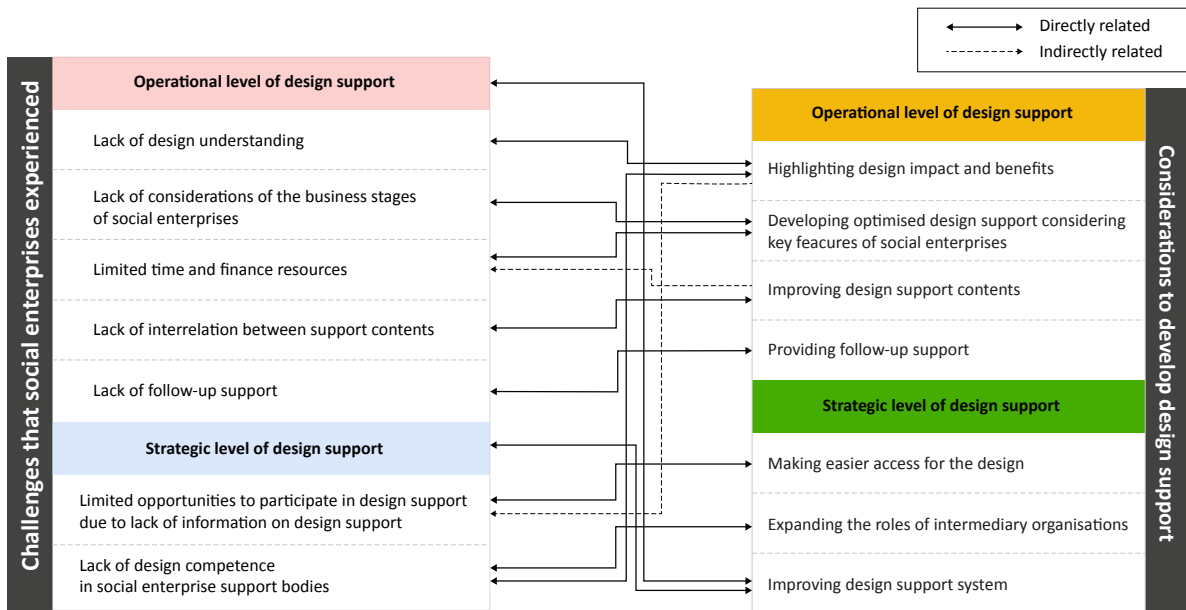 Directly related
Indirectly related
Challenges that social enterprises experienced
Operational level of design support
Lack of design understanding
Lack of considerations of the business stages
of social enterprises
Limited time and finance resources
Lack of interrelation between support contents
Lack of follow-up support
Strategic level of design support
Limited opportunities to participate in design support
due to lack of information on design support
Lack of design competence
in social enterprise support bodies
Operational level of design support
Highlighting design impact and benefits
Developing optimised design support considering
key feacures of social enterprises
Improving design support contents
Providing follow-up support
Strategic level of design support
Making easier access for the design
Expanding the roles of intermediary organisations
Improving design support system
Considerations to develop design support